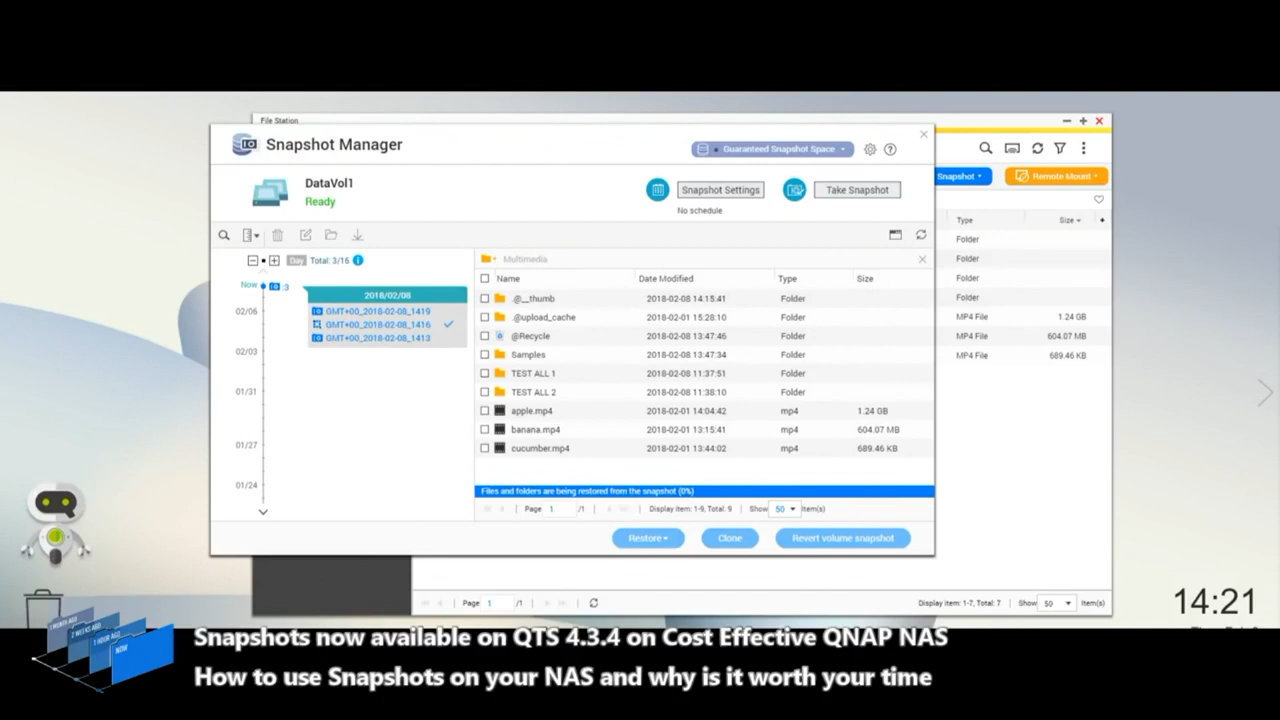 File Station
Snapshot Manager
Guaranteed Snapshot Space
DataVol1
Ready
Snapshot Settings
Take Snapshot
No schedule
Snapshot
Remote Mount
Type
Size
Folder
Folder
Folder
Folder
MP4 File 1.24 GB
MP4 File 604.07 MB
MP4 File 689.46 KB
Day Total: 3/16
Now :3
02/06
02/03
01/31
01/27
01/24
2018/02/08
GMT+00_2018-02-08_1419
GMT+00_2018-02-08_1416
GMT+00_2018-02-08_1413
Multimedia
Name Date Modified Type Size
.@__thumb 2018-02-08 14:15:41 Folder
.@upload_cache 2018-02-01 15:28:10 Folder
@Recycle 2018-02-08 13:47:46 Folder
Samples 2018-02-08 13:47:34 Folder
TEST ALL 1 2018-02-08 11:37:51 Folder
TEST ALL 2 2018-02-08 11:38:10 Folder
apple.mp4 2018-02-01 14:04:42 mp4 1.24 GB
banana.mp4 2018-02-01 13:15:41 mp4 604.07 MB
cucumber.mp4 2018-02-01 13:44:02 mp4 689.46 KB
Files and folders are being restored from the snapshot (0%)
Page 1 /1 Display item: 1-9, Total: 9 Show 50 Item(s)
Restore Clone Revert volume snapshot
Page 1 /1 Display item: 1-7, Total: 7 Show 50 Item(s)
14:21
1 MONTH AGO
2 WEEKS AGO
1 HOUR AGO
NOW
Snapshots now available on QTS 4.3.4 on Cost Effective QNAP NAS
How to use Snapshots on your NAS and why is it worth your time